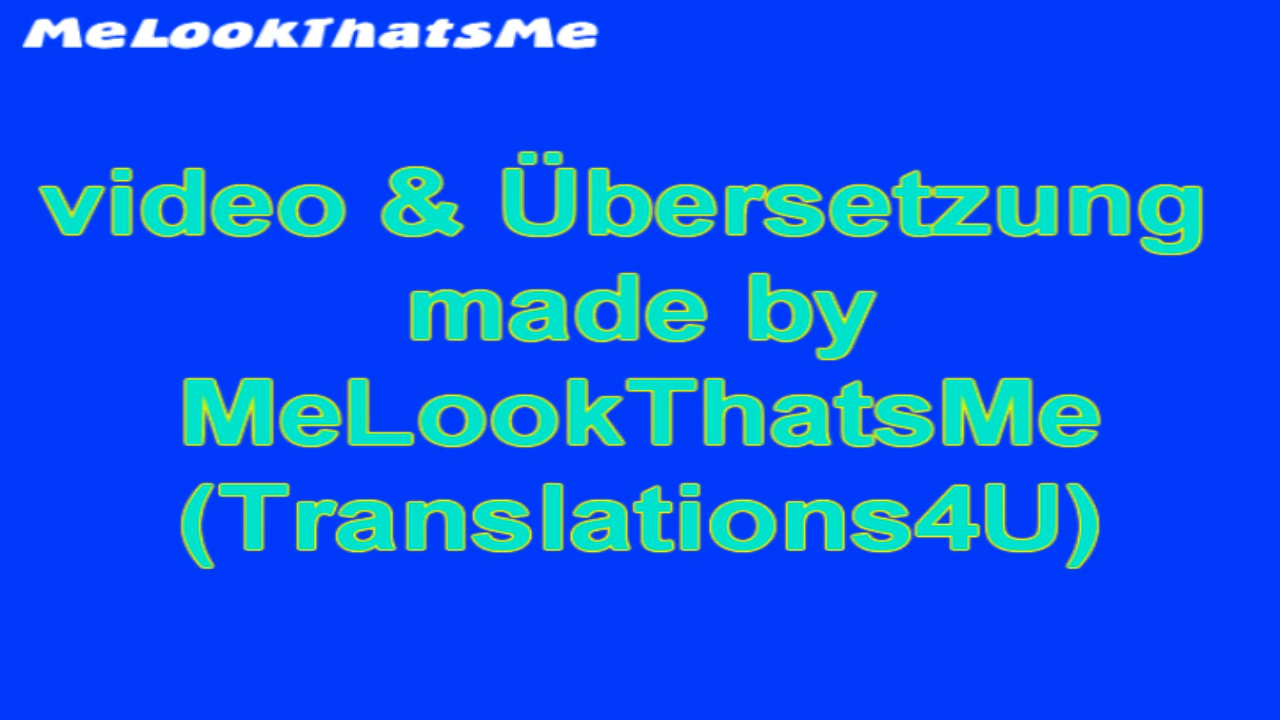 MeLookThatsMe
video & Übersetzung
made by
MeLookThatsMe
(Translations4U)